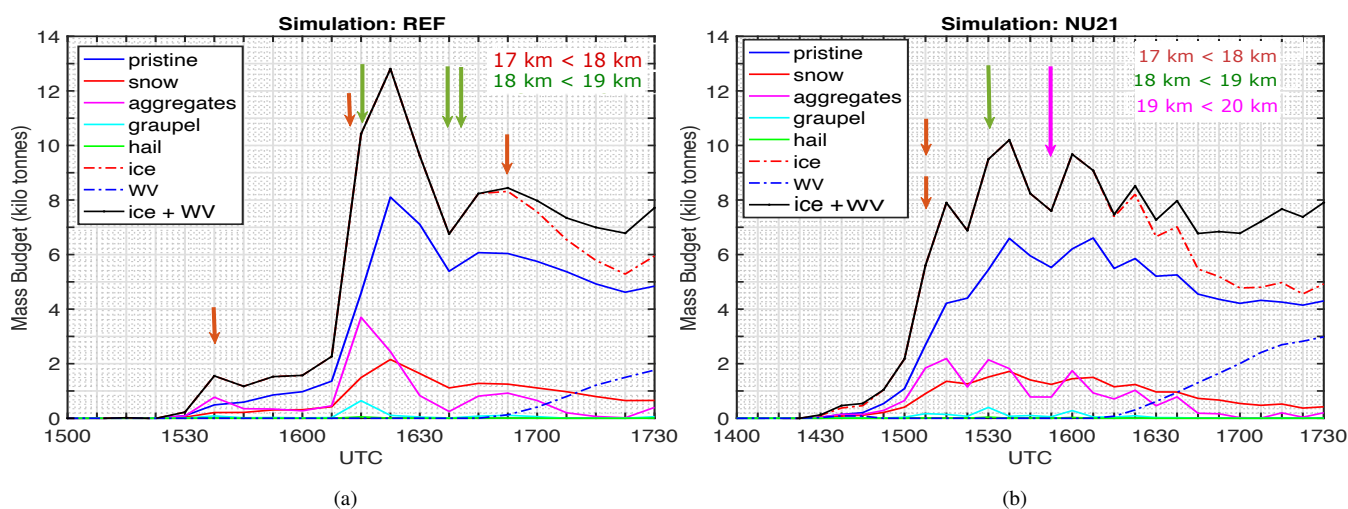 Simulation: REF
14
12
10
8
6
4
2
0
Mass Budget (kilo tonnes)
pristine
snow
aggregates
graupel
hail
ice
WV
ice + WV
17 km < 18 km
18 km < 19 km
1500
1530
1600
1630
1700
1730
UTC
(a)
Simulation: NU21
14
12
10
8
6
4
2
0
Mass Budget (kilo tonnes)
pristine
snow
aggregates
graupel
hail
ice
WV
ice + WV
17 km < 18 km
18 km < 19 km
19 km < 20 km
1400
1430
1500
1530
1600
1630
1700
1730
UTC
(b)